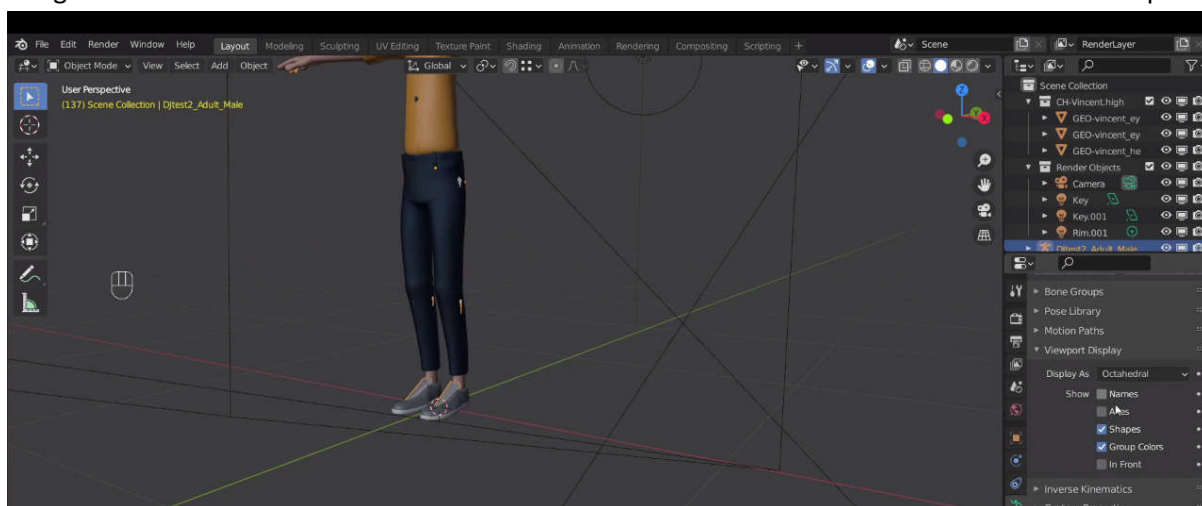 File Edit Render Window Help Layout Modeling Sculpting UV Editing Texture Paint Shading Animation Rendering Compositing Scripting + Scene RenderLayer
Object Mode View Select Add Object Global
User Perspective
(137) Scene Collection | DJtest2_Adult_Male
Scene Collection
CH-Vincent.high
GEO-vincent_ey
GEO-vincent_ey
GEO-vincent_he
Render Objects
Camera
Key
Key.001
Rim.001
DJtest2_Adult_Male
Bone Groups
Pose Library
Motion Paths
Viewport Display
Display As Octahedral
Show Names
Axes
Shapes
Group Colors
In Front
Inverse Kinematics